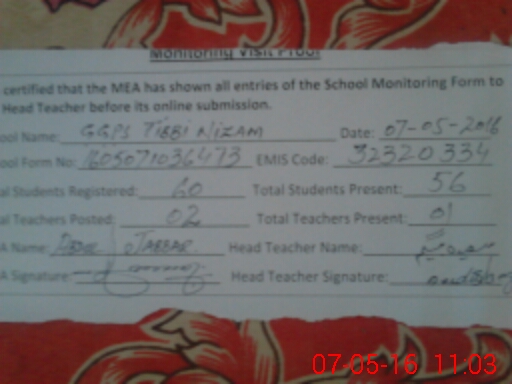 Monitoring Visit Proof
certified that the MEA has shown all entries of the School Monitoring Form to
Head Teacher before its online submission.
ool Name: GGPS TIBBI NIZAM Date: 07-05-2016
ool Form No: 1605071036473 EMIS Code: 32320334
al Students Registered: 60 Total Students Present: 56
al Teachers Posted: 02 Total Teachers Present: 01
A Name: Abdul Jabbar Head Teacher Name:
A Signature: Head Teacher Signature:
07-05-16 11:03